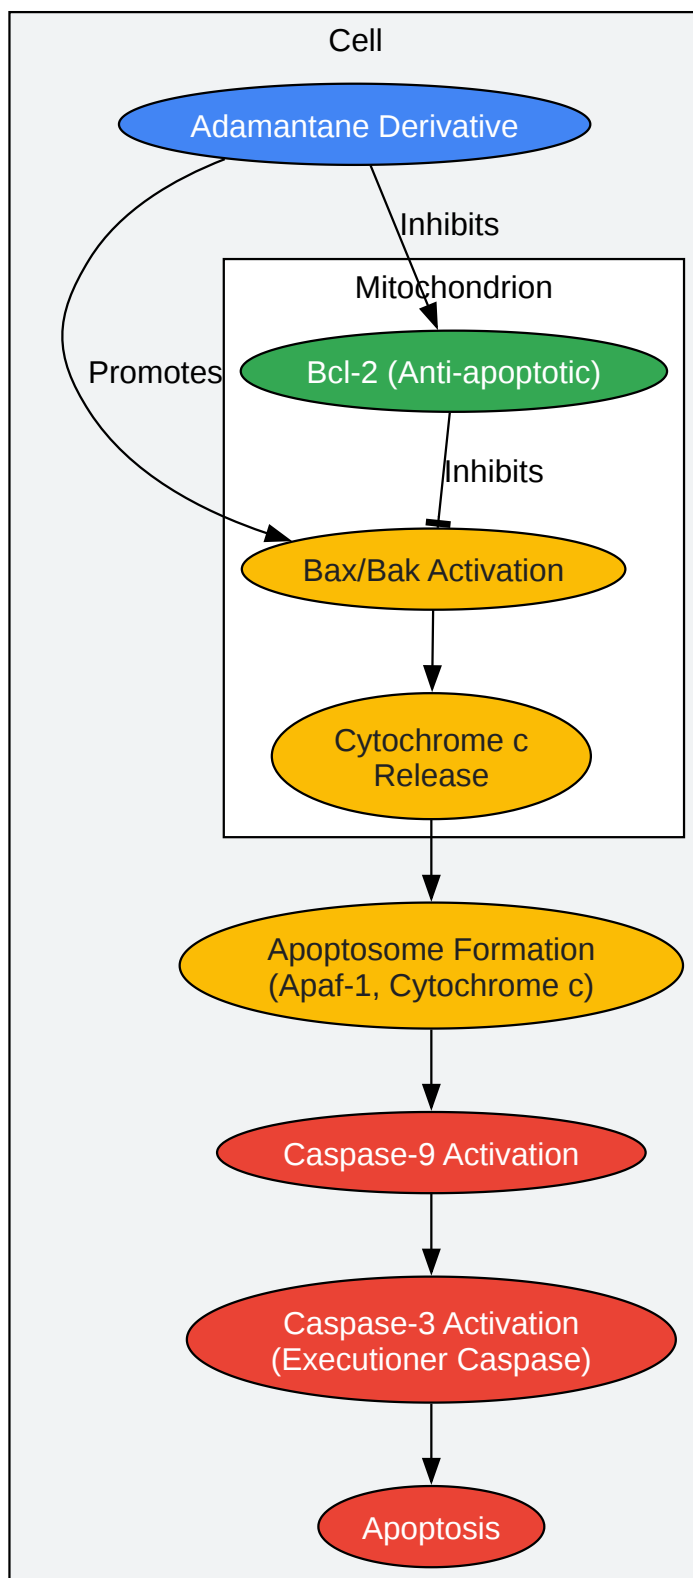 Cell
Adamantane Derivative
Inhibits
Mitochondrion
Promotes
Bcl-2 (Anti-apoptotic)
Inhibits
Bax/Bak Activation
Cytochrome c
Release
Apoptosome Formation
(Apaf-1, Cytochrome c)
Caspase-9 Activation
Caspase-3 Activation
(Executioner Caspase)
Apoptosis